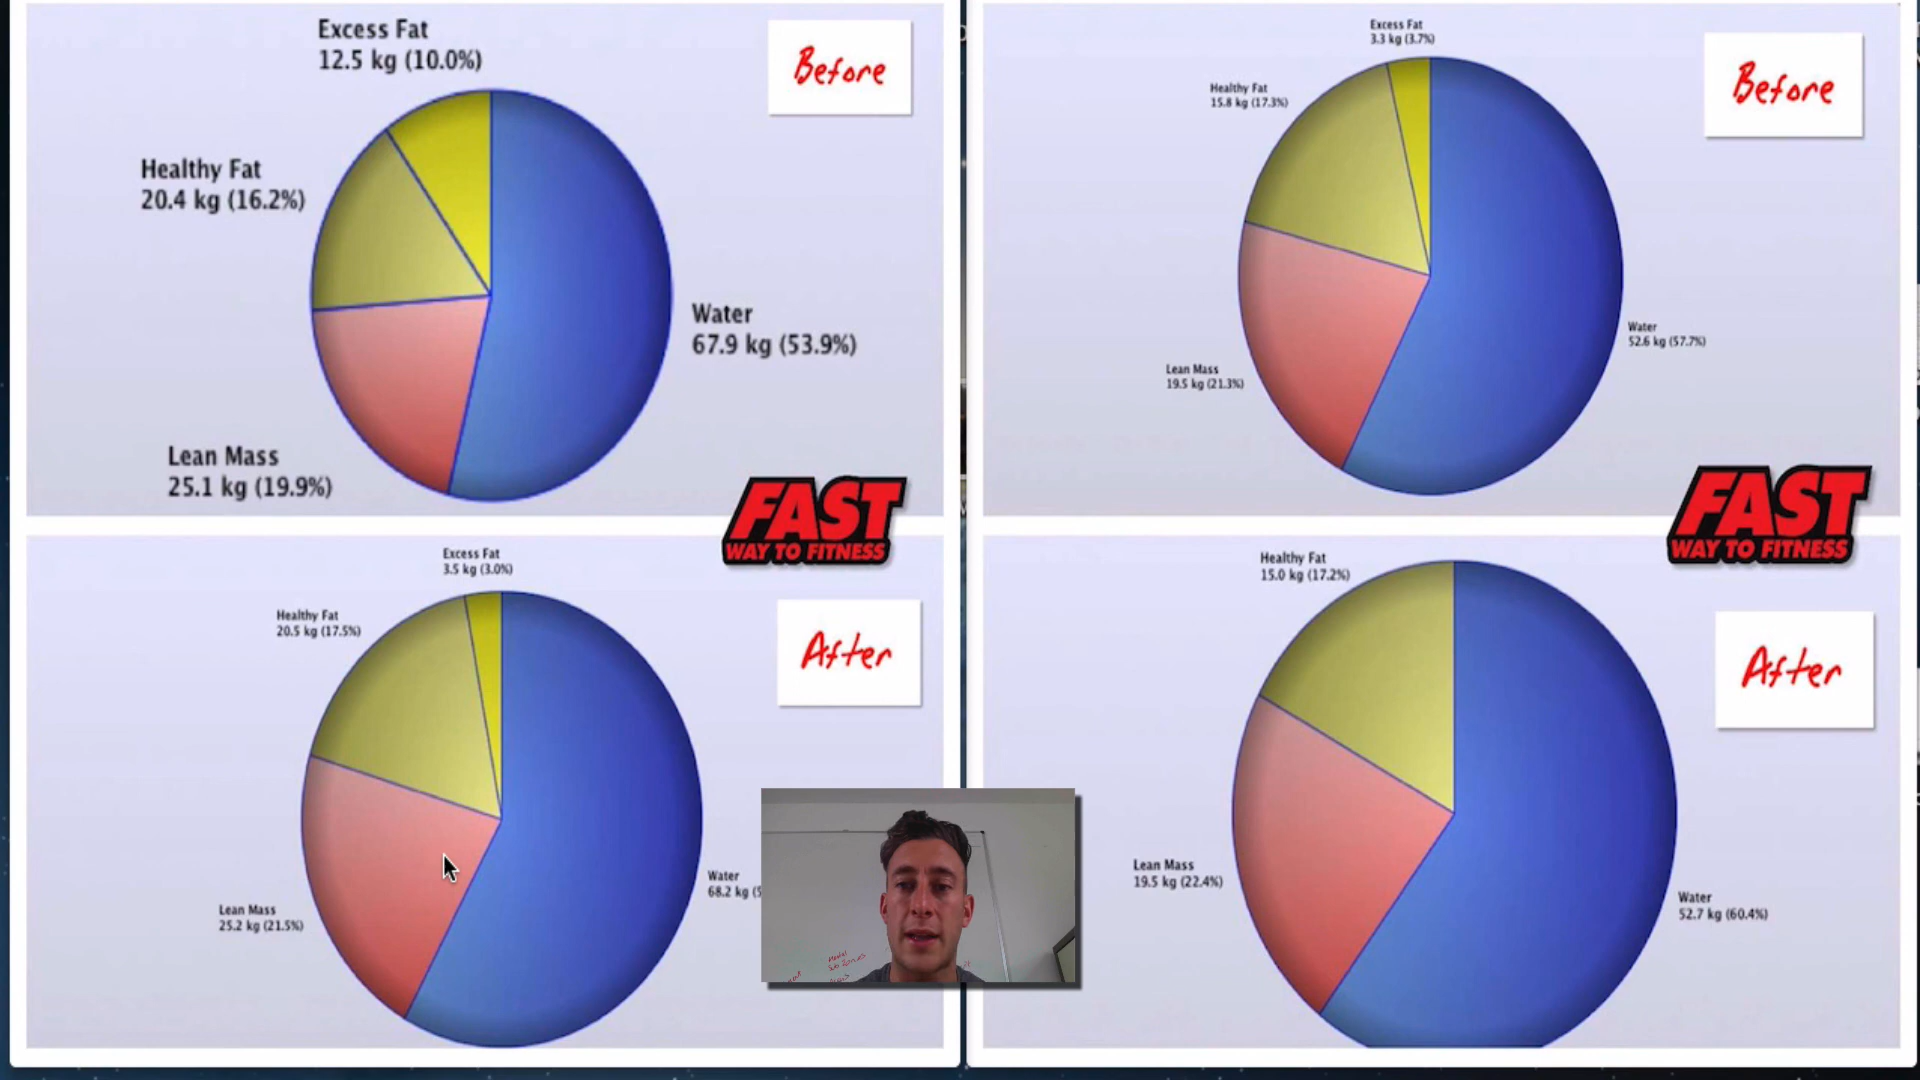 Excess Fat
12.5 kg (10.0%)
Before
Healthy Fat
20.4 kg (16.2%)
Water
67.9 kg (53.9%)
Lean Mass
25.1 kg (19.9%)
FAST
WAY TO FITNESS
Excess Fat
3.5 kg (3.0%)
Healthy Fat
20.5 kg (17.5%)
After
Water
68.2 kg (5
Lean Mass
25.2 kg (21.5%)
Excess Fat
3.3 kg (3.7%)
Before
Healthy Fat
15.8 kg (17.3%)
Water
52.6 kg (57.7%)
Lean Mass
19.5 kg (21.3%)
FAST
WAY TO FITNESS
Healthy Fat
15.0 kg (17.2%)
After
Lean Mass
19.5 kg (22.4%)
Water
52.7 kg (60.4%)